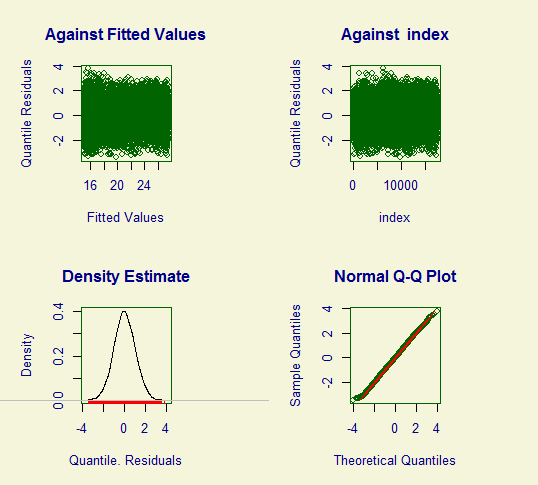 Against Fitted Values
Quantile Residuals
-2 0 2 4
16 20 24
Fitted Values
Against index
Quantile Residuals
-2 0 2 4
0 10000
index
Density Estimate
Density
0.0 0.2 0.4
-4 0 2 4
Quantile. Residuals
Normal Q-Q Plot
Sample Quantiles
-2 0 2 4
-4 0 2 4
Theoretical Quantiles